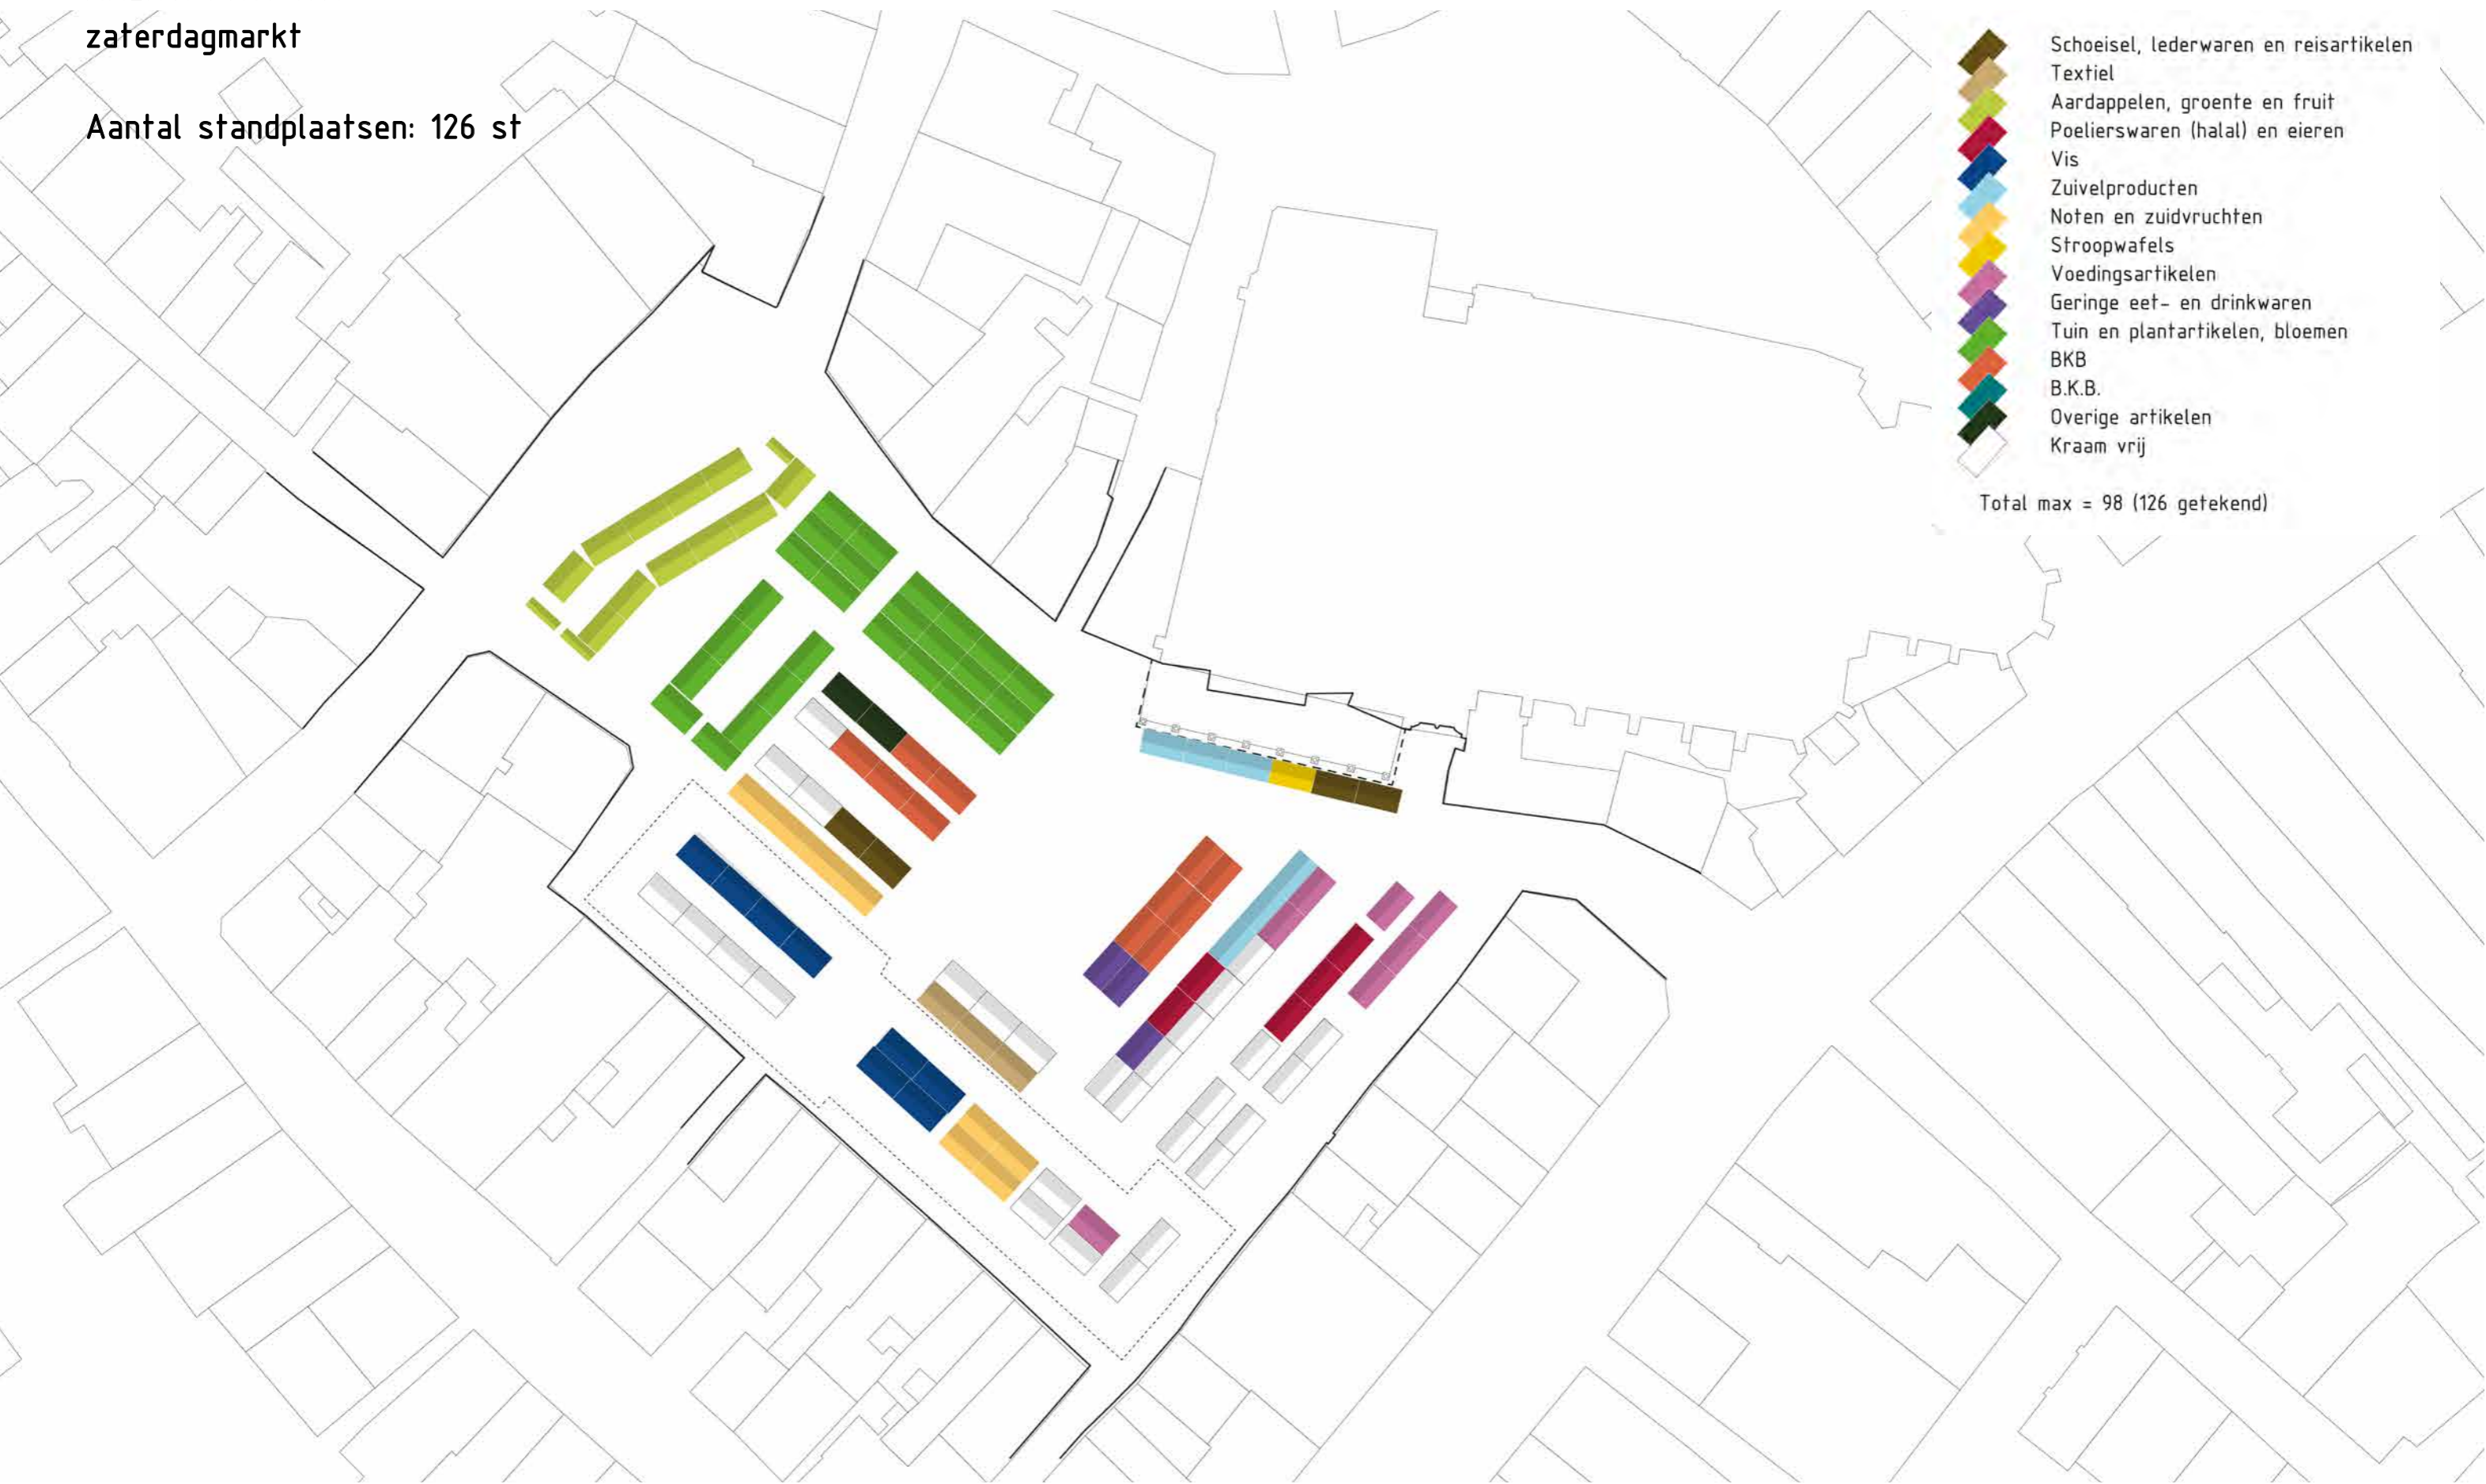 zaterdagmarkt
Aantal standplaatsen: 126 st
Schoeisel, lederwaren en reisartikelen
Textiel
Aardappelen, groente en fruit
Poelierswaren (halal) en eieren
Vis
Zuivelproducten
Noten en zuidvruchten
Stroopwafels
Voedingsartikelen
Geringe eet- en drinkwaren
Tuin en plantartikelen, bloemen
BKB
B.K.B.
Overige artikelen
Kraam vrij
Total max = 98 (126 getekend)